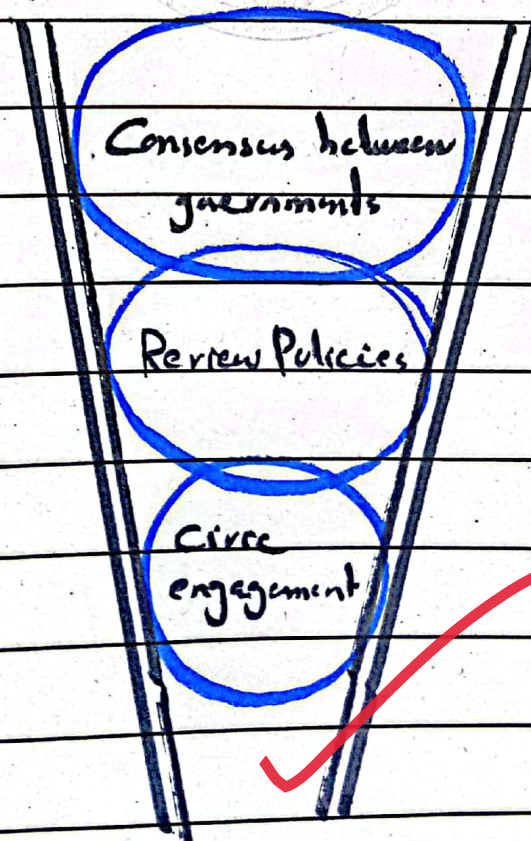 Consensus between
governments
Review Policies
Civic
engagement